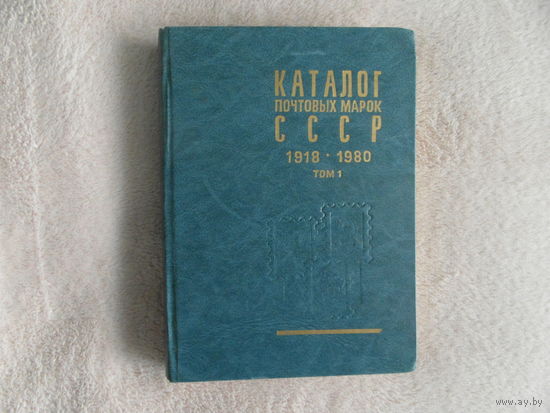 КАТАЛОГ
ПОЧТОВЫХ МАРОК
СССР
1918 · 1980
ТОМ 1
www.ay.by